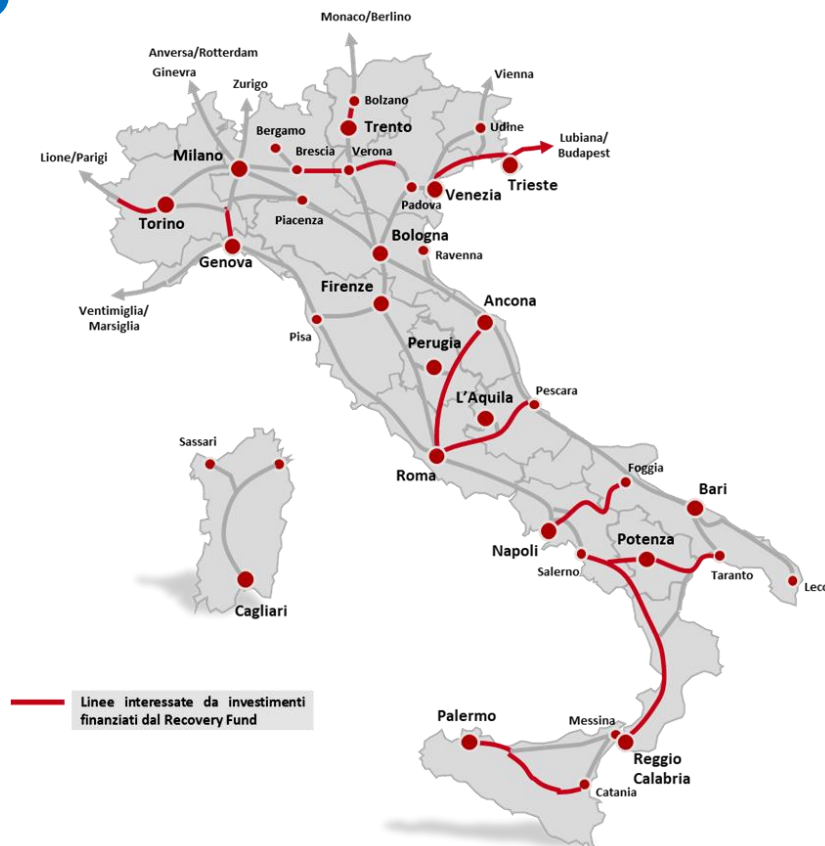 Monaco/Berlino
Anversa/Rotterdam
Ginevra
Zurigo
Vienna
Bolzano
Trento
Bergamo
Udine
Lubiana/
Budapest
Lione/Parigi
Milano
Brescia
Verona
Trieste
Venezia
Padova
Torino
Piacenza
Bologna
Ravenna
Genova
Firenze
Ancona
Ventimiglia/
Marsiglia
Pisa
Perugia
L'Aquila
Pescara
Sassari
Roma
Foggia
Bari
Napoli
Potenza
Salerno
Taranto
Lecc
Cagliari
Linee interessate da investimenti
finanziati dal Recovery Fund
Palermo
Messina
Reggio
Calabria
Catania